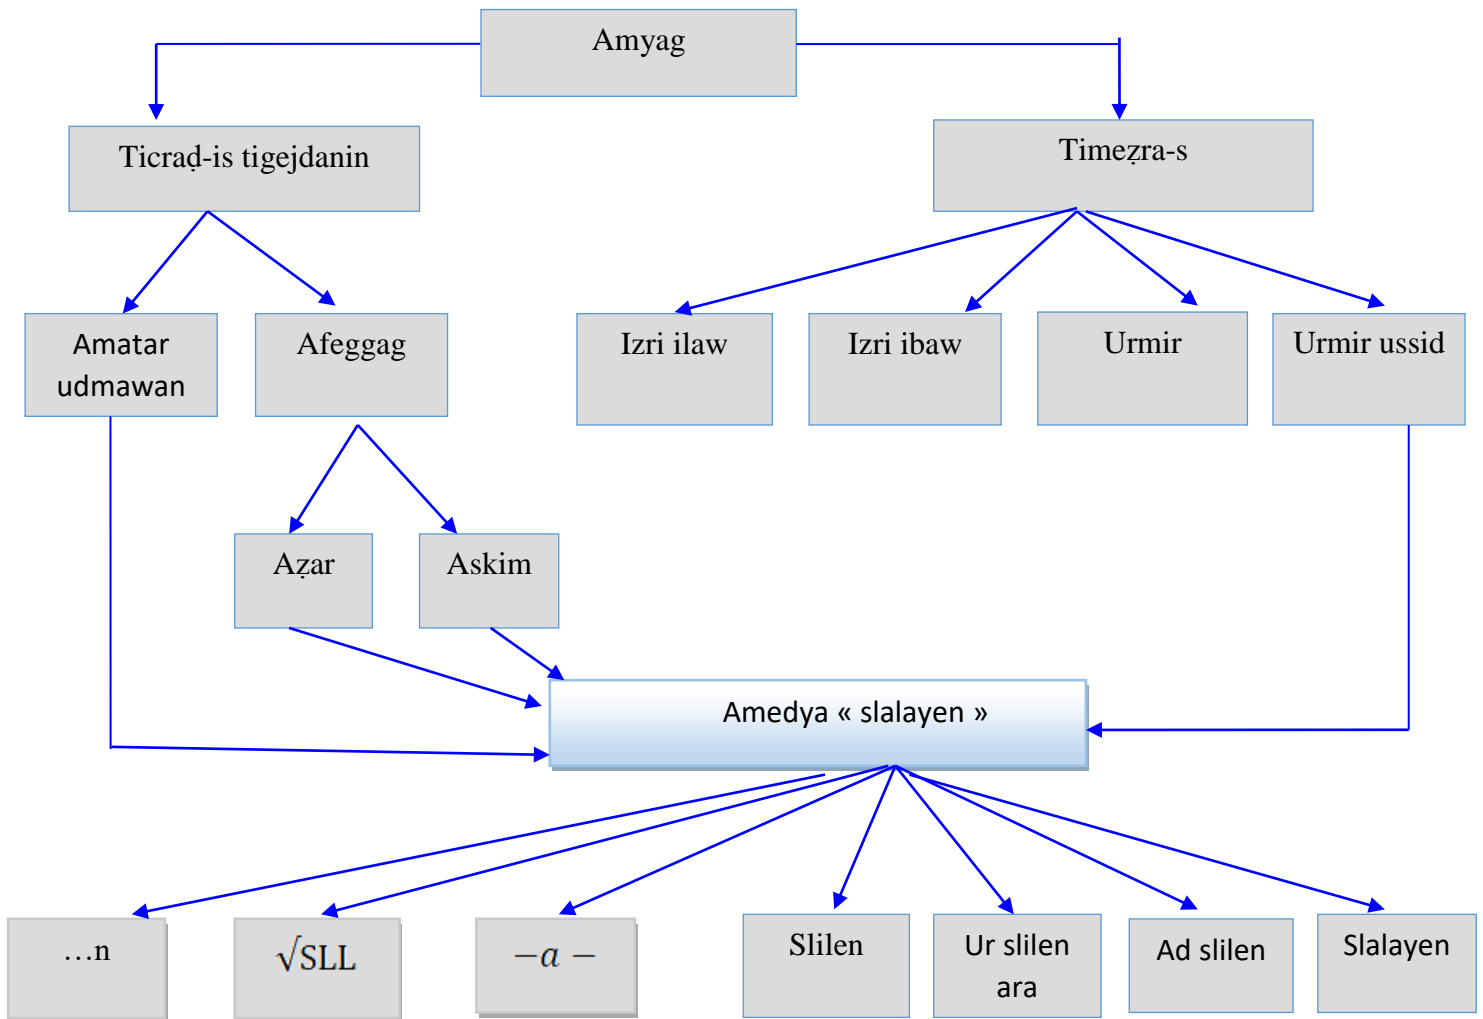 Amyag
Ticraḍ-is tigejdanin
Timeẓra-s
Amatar
udmawan
Afeggag
Izri ilaw
Izri ibaw
Urmir
Urmir ussid
Aẓar
Askim
Amedya « slalayen »
…n
√SLL
−a −
Slilen
Ur slilen
ara
Ad slilen
Slalayen